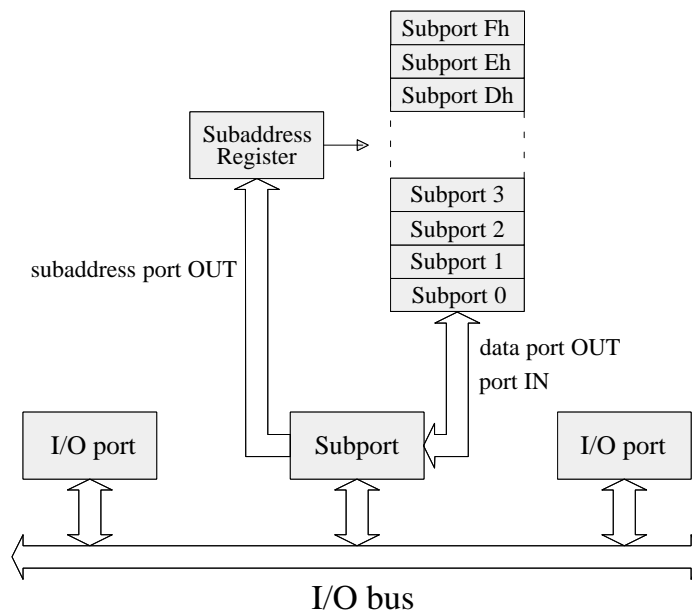 Subport Fh
Subport Eh
Subport Dh
Subaddress
Register
Subport 3
Subport 2
Subport 1
Subport 0
subaddress port OUT
data port OUT
port IN
I/O port
Subport
I/O port
I/O bus